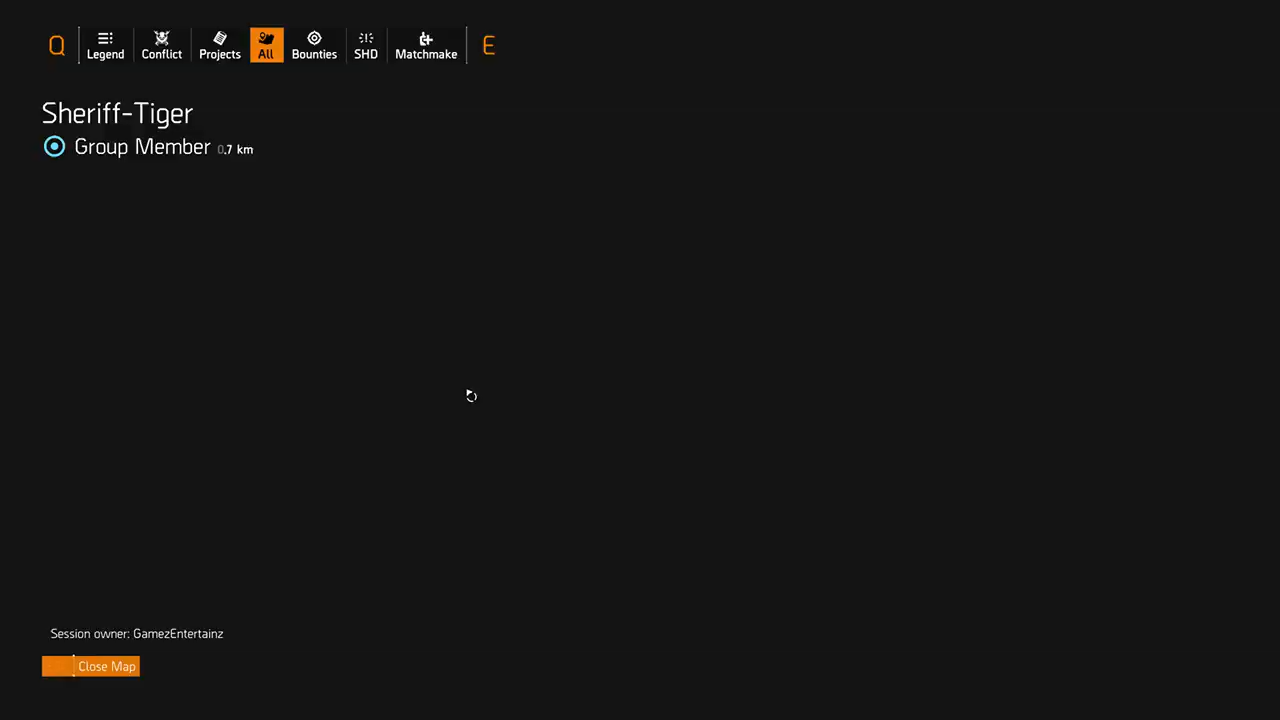 Q Legend Conflict Projects All Bounties SHD Matchmake E
Sheriff-Tiger
Group Member 0.7 km
Session owner: GamezEntertainz
Close Map